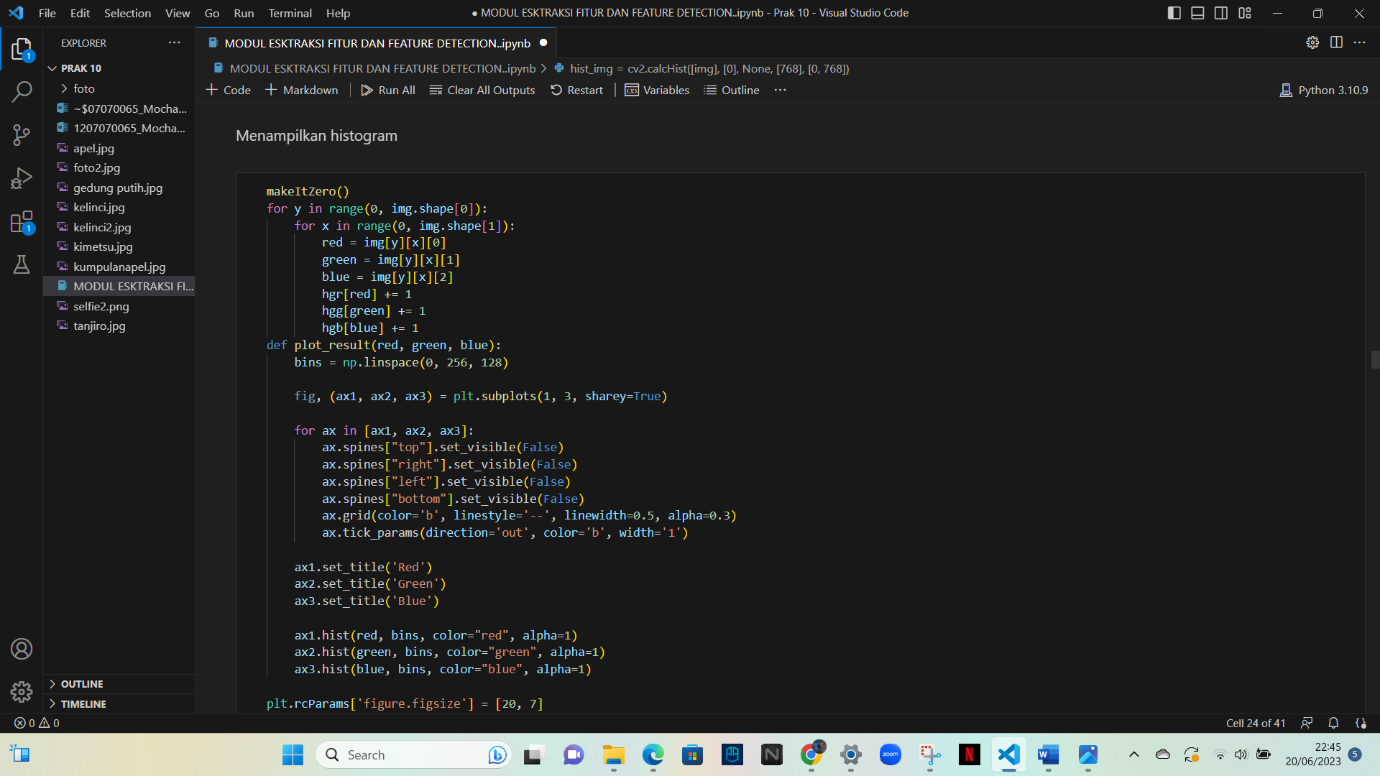 File Edit Selection View Go Run Terminal Help
● MODUL ESKTRAKSI FITUR DAN FEATURE DETECTION..ipynb - Prak 10 - Visual Studio Code
EXPLORER
PRAK 10
foto
~$07070065_Mocha...
1207070065_Mocha...
apel.jpg
foto2.jpg
gedung putih.jpg
kelinci.jpg
kelinci2.jpg
kimetsu.jpg
kumpulanapel.jpg
MODUL ESKTRAKSI FI...
selfie2.png
tanjiro.jpg
OUTLINE
TIMELINE
1
1
MODUL ESKTRAKSI FITUR DAN FEATURE DETECTION..ipynb ●
MODUL ESKTRAKSI FITUR DAN FEATURE DETECTION..ipynb > hist_img = cv2.calcHist([img], [0], None, [768], [0, 768])
+ Code + Markdown Run All Clear All Outputs Restart Variables Outline ... Python 3.10.9
Menampilkan histogram
makeItZero()
for y in range(0, img.shape[0]):
    for x in range(0, img.shape[1]):
        red = img[y][x][0]
        green = img[y][x][1]
        blue = img[y][x][2]
        hgr[red] += 1
        hgg[green] += 1
        hgb[blue] += 1
def plot_result(red, green, blue):
    bins = np.linspace(0, 256, 128)
    fig, (ax1, ax2, ax3) = plt.subplots(1, 3, sharey=True)
    for ax in [ax1, ax2, ax3]:
        ax.spines["top"].set_visible(False)
        ax.spines["right"].set_visible(False)
        ax.spines["left"].set_visible(False)
        ax.spines["bottom"].set_visible(False)
        ax.grid(color='b', linestyle='--', linewidth=0.5, alpha=0.3)
        ax.tick_params(direction='out', color='b', width='1')
    ax1.set_title('Red')
    ax2.set_title('Green')
    ax3.set_title('Blue')
    ax1.hist(red, bins, color="red", alpha=1)
    ax2.hist(green, bins, color="green", alpha=1)
    ax3.hist(blue, bins, color="blue", alpha=1)
plt.rcParams['figure.figsize'] = [20, 7]
0 0
Cell 24 of 41
Search
zoom
22:45
20/06/2023
5